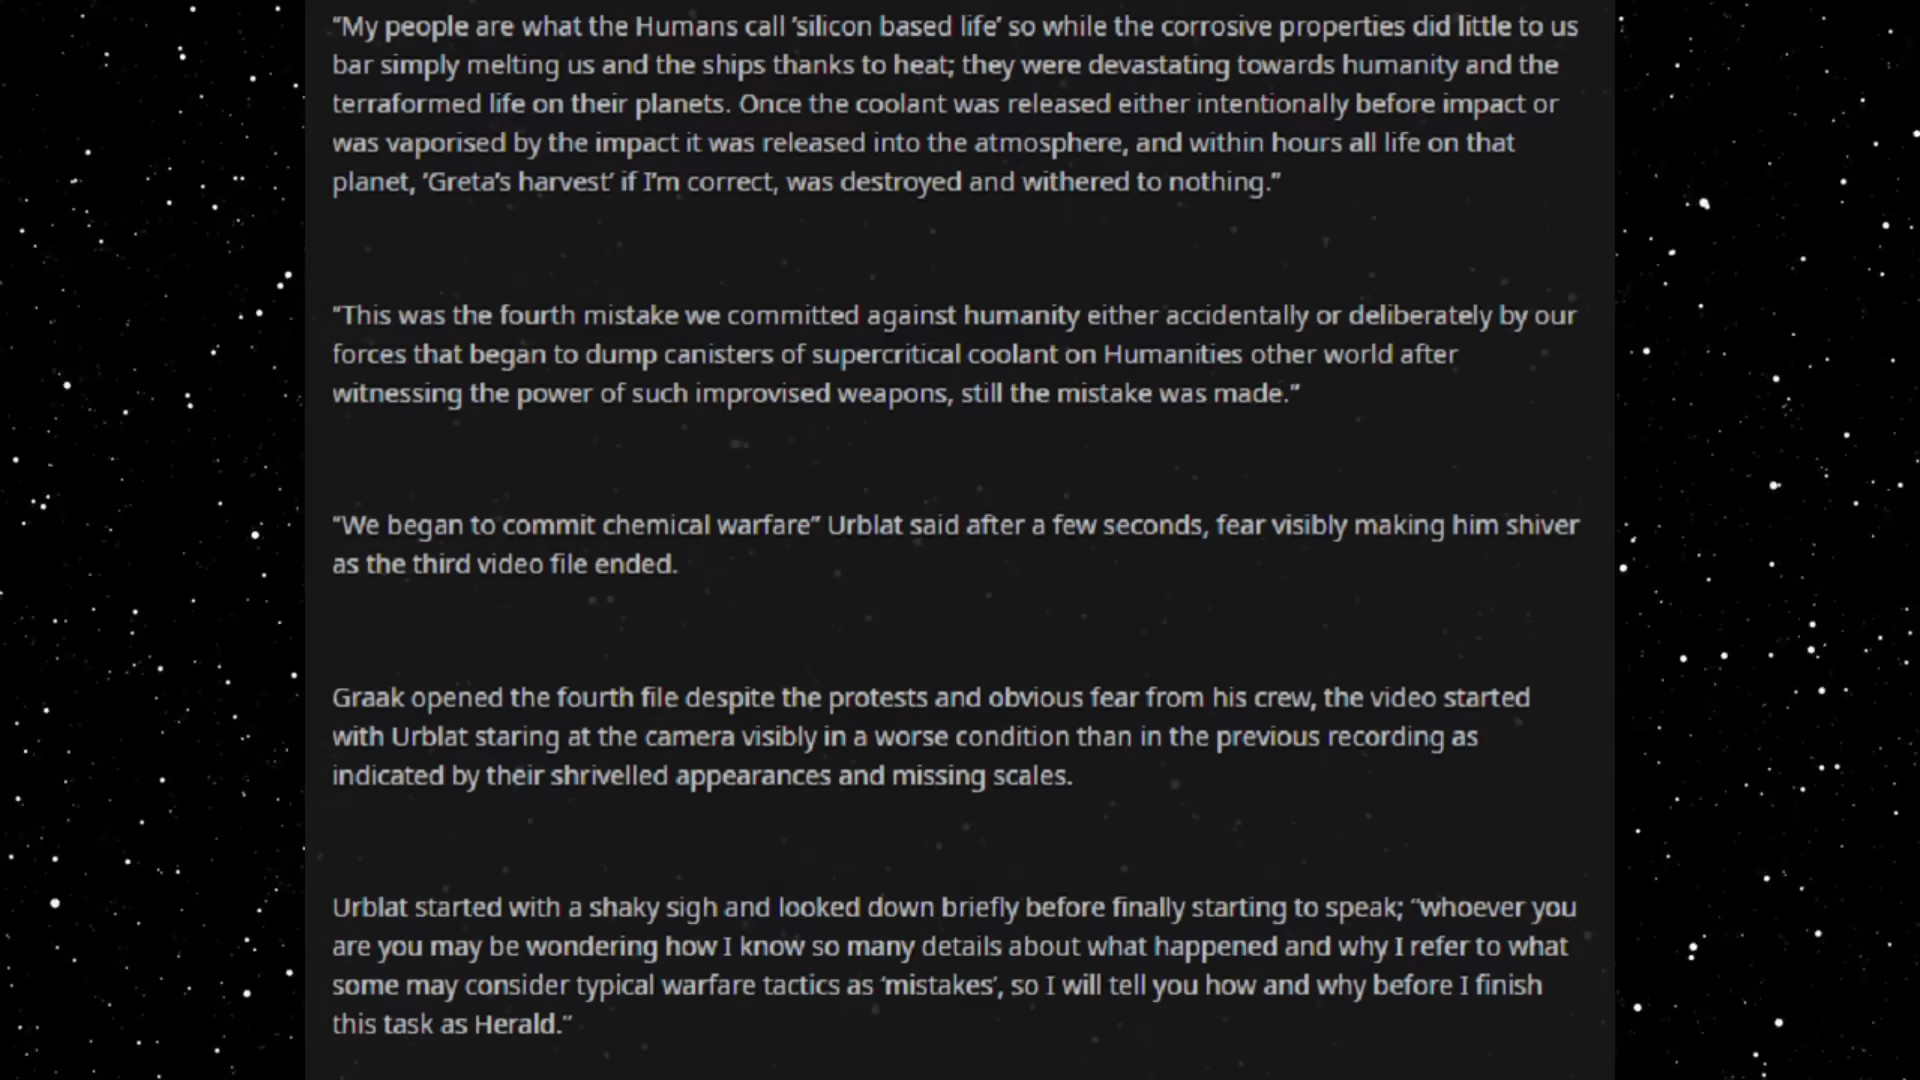 “My people are what the Humans call ‘silicon based life’ so while the corrosive properties did little to us
bar simply melting us and the ships thanks to heat; they were devastating towards humanity and the
terraformed life on their planets. Once the coolant was released either intentionally before impact or
was vaporised by the impact it was released into the atmosphere, and within hours all life on that
planet, ‘Greta’s harvest’ if I’m correct, was destroyed and withered to nothing.”
“This was the fourth mistake we committed against humanity either accidentally or deliberately by our
forces that began to dump canisters of supercritical coolant on Humanities other world after
witnessing the power of such improvised weapons, still the mistake was made.”
“We began to commit chemical warfare” Urblat said after a few seconds, fear visibly making him shiver
as the third video file ended.
Graak opened the fourth file despite the protests and obvious fear from his crew, the video started
with Urblat staring at the camera visibly in a worse condition than in the previous recording as
indicated by their shrivelled appearances and missing scales.
Urblat started with a shaky sigh and looked down briefly before finally starting to speak; “whoever you
are you may be wondering how I know so many details about what happened and why I refer to what
some may consider typical warfare tactics as ‘mistakes’, so I will tell you how and why before I finish
this task as Herald.”